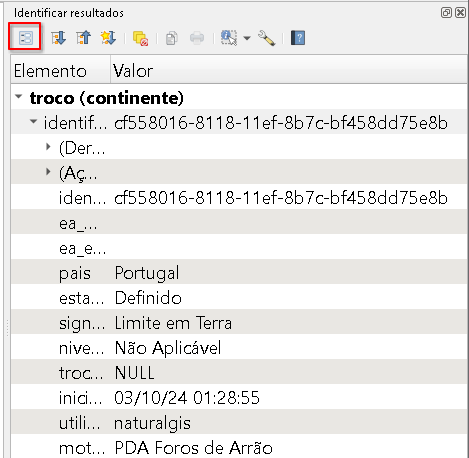 Identificar resultados
Elemento Valor
troco (continente)
identif... cf558016-8118-11ef-8b7c-bf458dd75e8b
(Der...
(Aç...
iden... cf558016-8118-11ef-8b7c-bf458dd75e8b
ea_...
ea_e...
pais Portugal
esta... Definido
sign... Limite em Terra
nive... Não Aplicável
troc... NULL
inici... 03/10/24 01:28:55
utili... naturalgis
mot... PDA Foros de Arrão